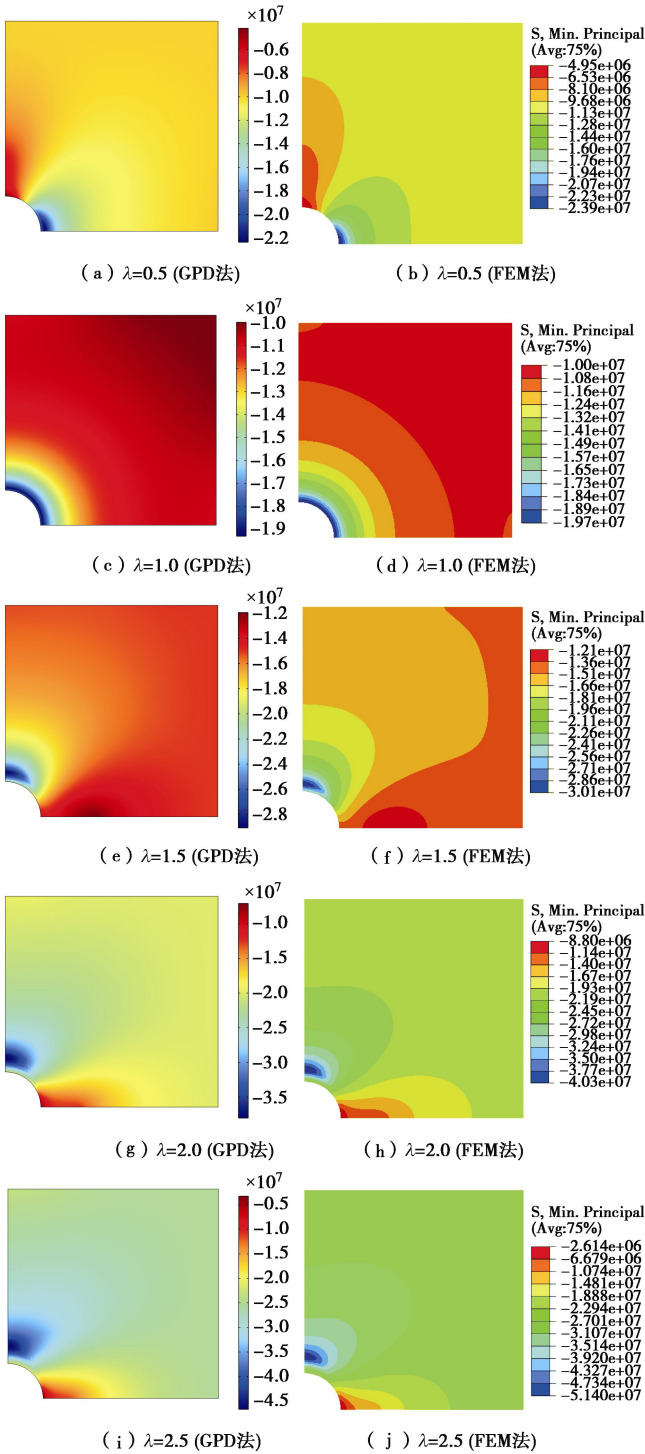 ×10⁷
−0.6
−0.8
−1.0
−1.2
−1.4
−1.6
−1.8
−2.0
−2.2
S, Min. Principal
(Avg:75%)
−4.95e+06
−6.53e+06
−8.10e+06
−9.68e+06
−1.13e+07
−1.28e+07
−1.44e+07
−1.60e+07
−1.76e+07
−1.94e+07
−2.07e+07
−2.23e+07
−2.39e+07
（a）λ=0.5 (GPD法)
（b）λ=0.5 (FEM法)
×10⁷
−1.0
−1.1
−1.2
−1.3
−1.4
−1.5
−1.6
−1.7
−1.8
−1.9
S, Min. Principal
(Avg:75%)
−1.00e+07
−1.08e+07
−1.16e+07
−1.24e+07
−1.32e+07
−1.41e+07
−1.49e+07
−1.57e+07
−1.65e+07
−1.73e+07
−1.84e+07
−1.89e+07
−1.97e+07
（c）λ=1.0 (GPD法)
（d）λ=1.0 (FEM法)
×10⁷
−1.2
−1.4
−1.6
−1.8
−2.0
−2.2
−2.4
−2.6
−2.8
S, Min. Principal
(Avg:75%)
−1.21e+07
−1.36e+07
−1.51e+07
−1.66e+07
−1.81e+07
−1.96e+07
−2.11e+07
−2.26e+07
−2.41e+07
−2.56e+07
−2.71e+07
−2.86e+07
−3.01e+07
（e）λ=1.5 (GPD法)
（f）λ=1.5 (FEM法)
×10⁷
−1.0
−1.5
−2.0
−2.5
−3.0
−3.5
S, Min. Principal
(Avg:75%)
−8.80e+06
−1.14e+07
−1.40e+07
−1.67e+07
−1.93e+07
−2.19e+07
−2.45e+07
−2.72e+07
−2.98e+07
−3.24e+07
−3.50e+07
−3.77e+07
−4.03e+07
（g）λ=2.0 (GPD法)
（h）λ=2.0 (FEM法)
×10⁷
−0.5
−1.0
−1.5
−2.0
−2.5
−3.0
−3.5
−4.0
−4.5
S, Min. Principal
(Avg:75%)
−2.614e+06
−6.679e+06
−1.074e+07
−1.481e+07
−1.888e+07
−2.294e+07
−2.701e+07
−3.107e+07
−3.514e+07
−3.920e+07
−4.327e+07
−4.734e+07
−5.140e+07
（i）λ=2.5 (GPD法)
（j）λ=2.5 (FEM法)